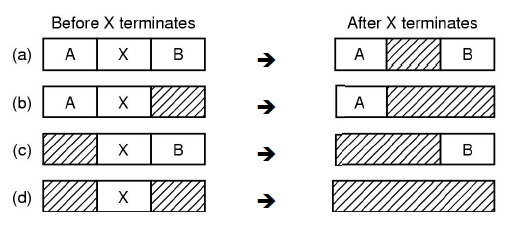 Before X terminates After X terminates
(a) A X B ➔ A B
(b) A X ➔ A
(c) X B ➔ B
(d) X ➔